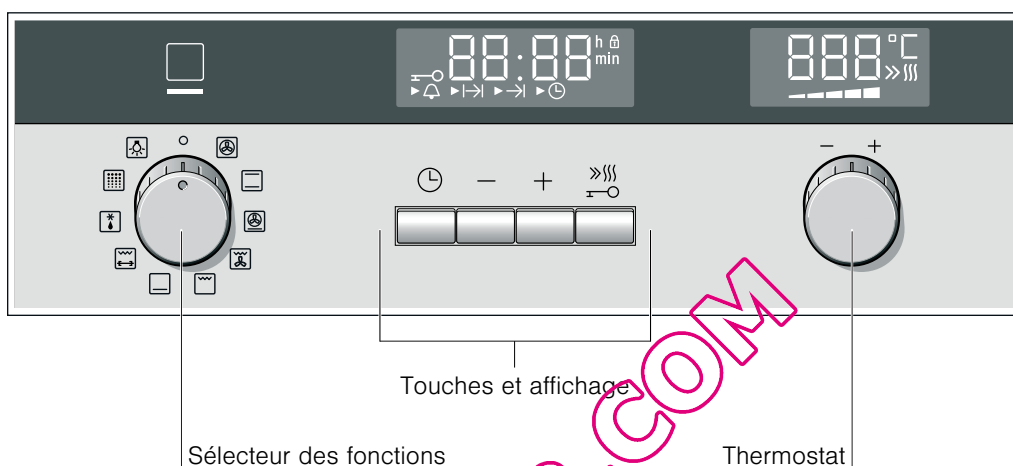 88:88 h min
888°C
− +
− +
Touches et affichage
Sélecteur des fonctions
Thermostat
.COM